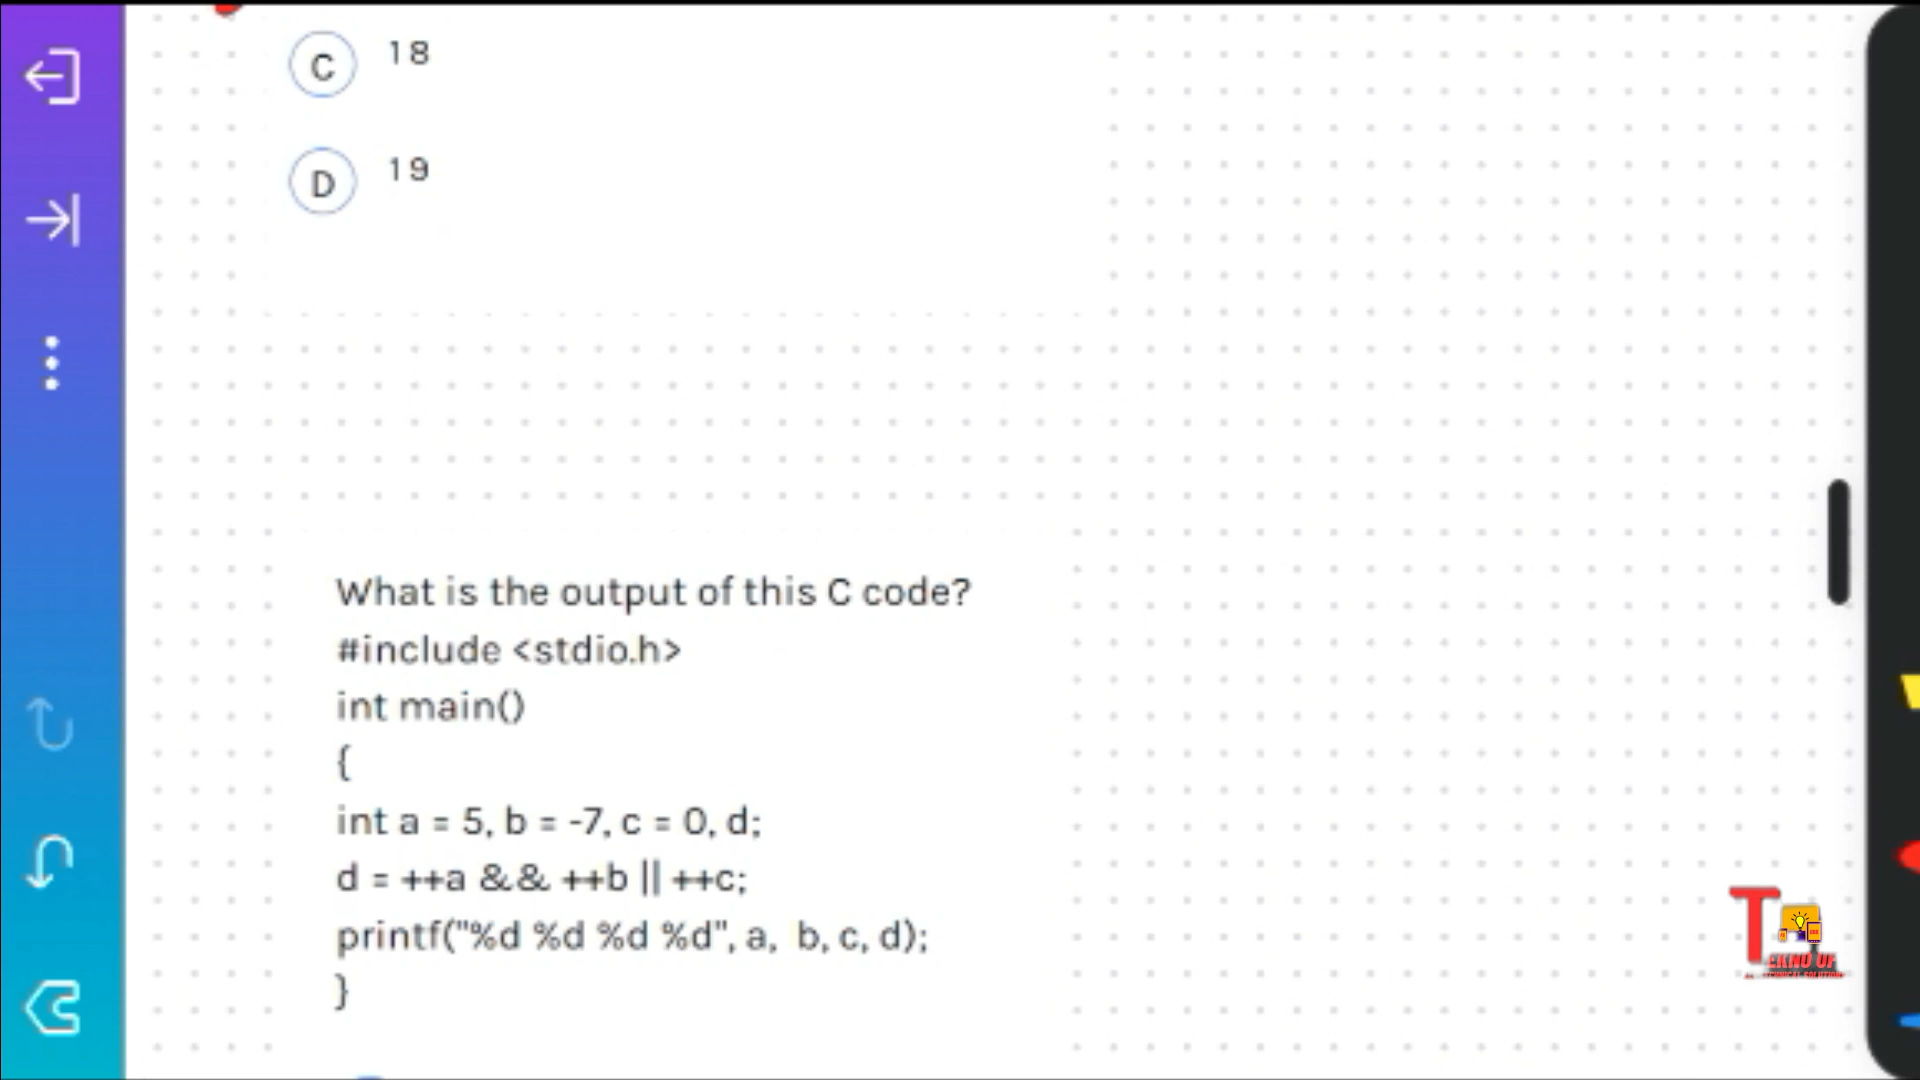 C 18
D 19
What is the output of this C code?
#include <stdio.h>
int main()
{
int a = 5, b = -7, c = 0, d;
d = ++a && ++b || ++c;
printf("%d %d %d %d", a, b, c, d);
}